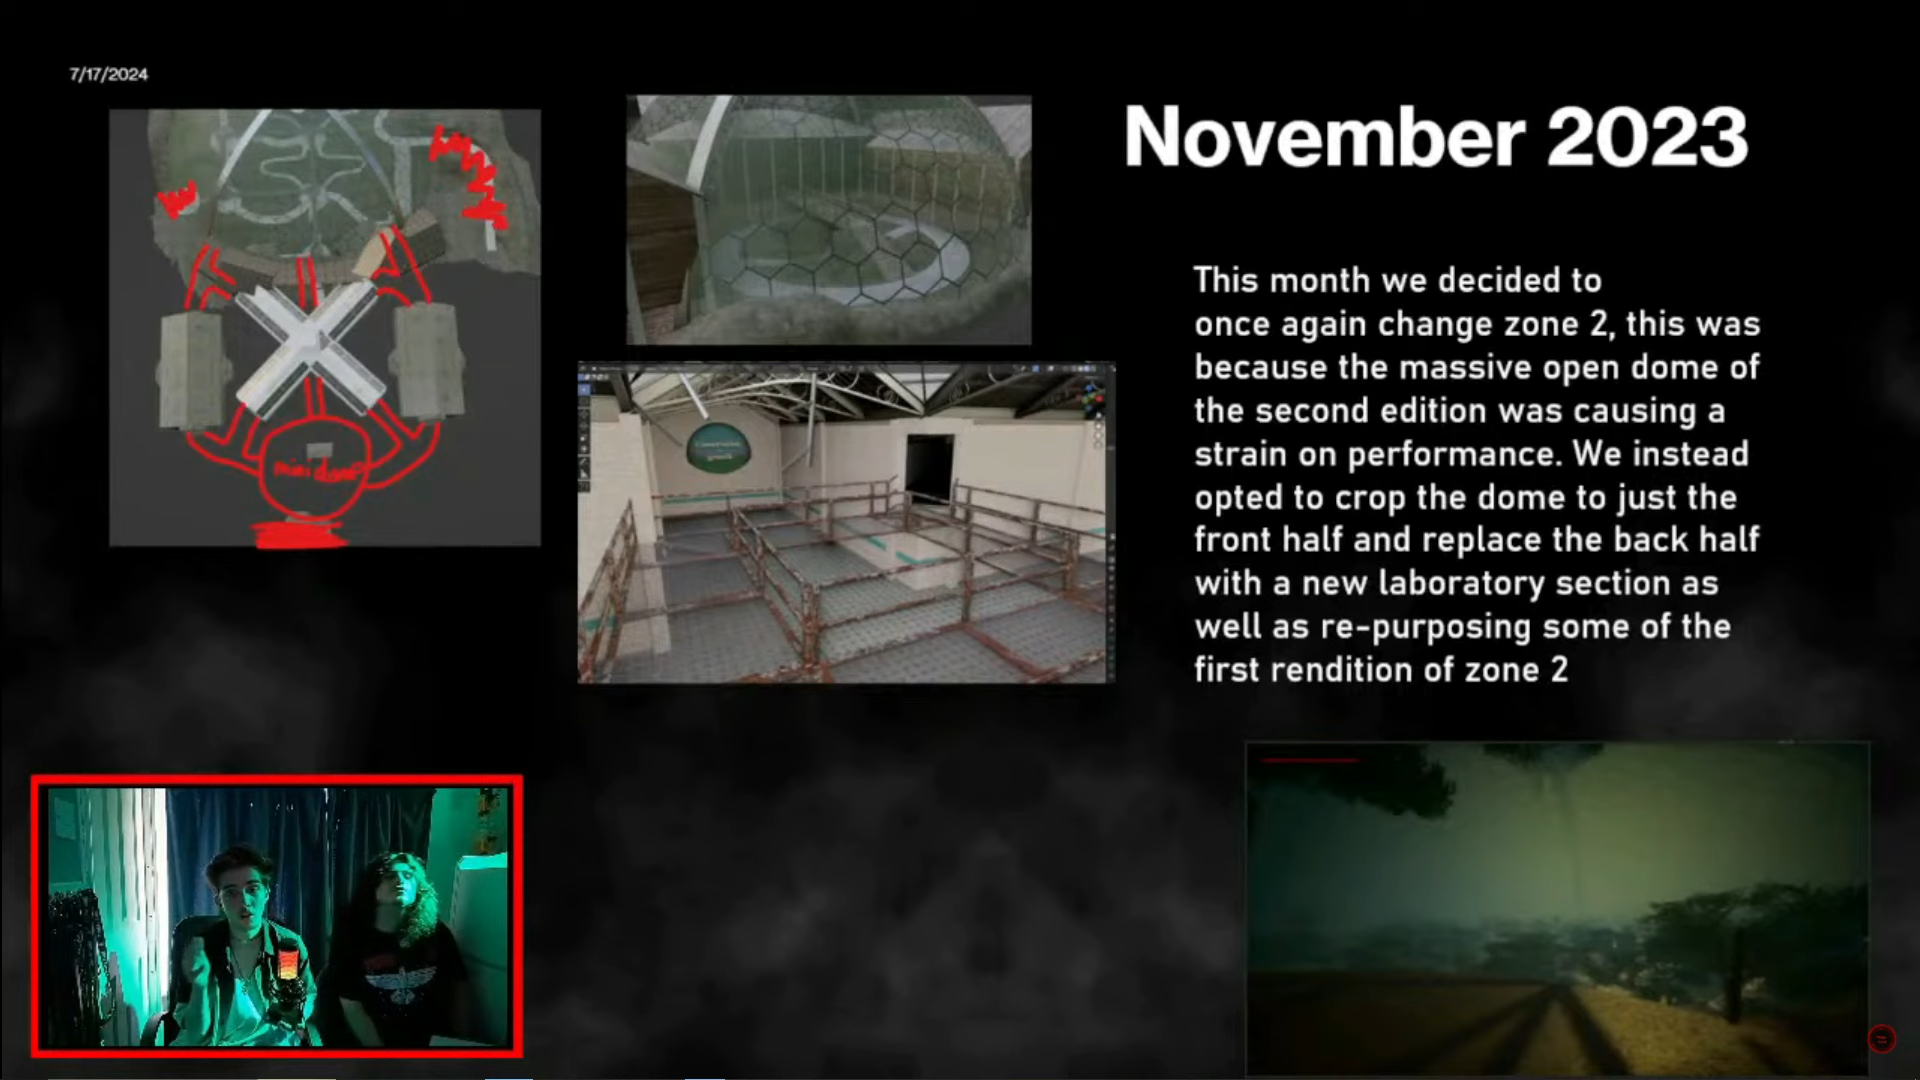 7/17/2024
November 2023
This month we decided to
once again change zone 2, this was
because the massive open dome of
the second edition was causing a
strain on performance. We instead
opted to crop the dome to just the
front half and replace the back half
with a new laboratory section as
well as re-purposing some of the
first rendition of zone 2
mini dome